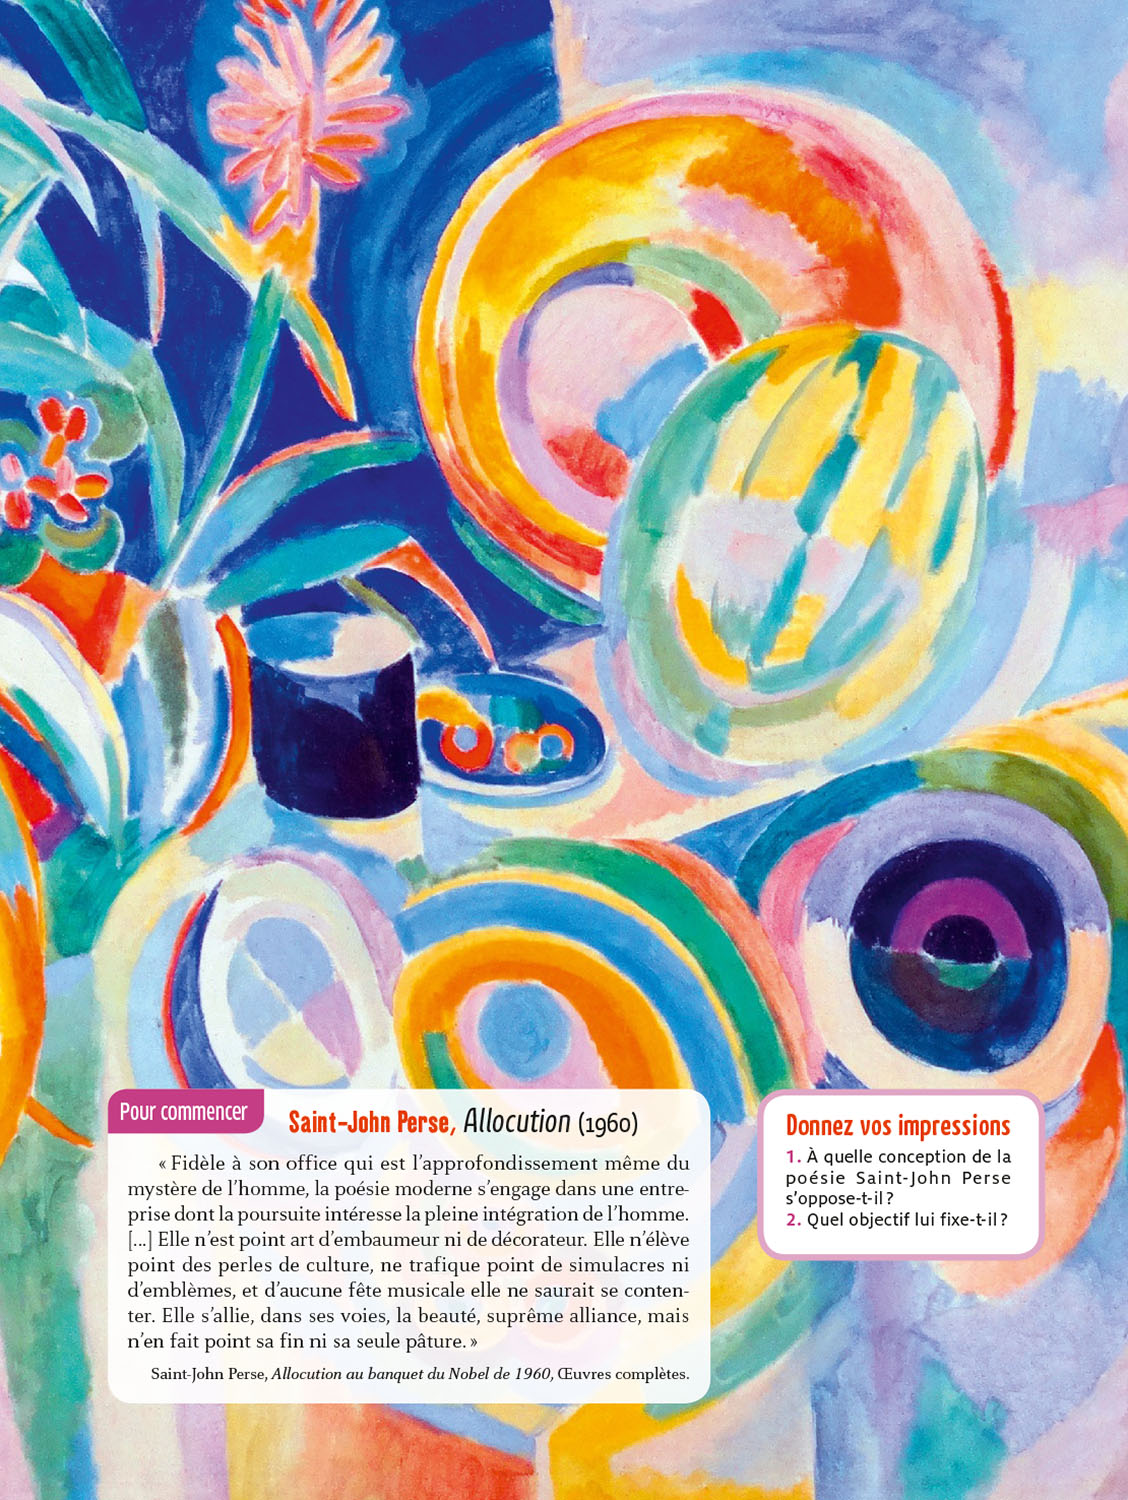 Pour commencer
Saint-John Perse, Allocution (1960)
« Fidèle à son office qui est l’approfondissement même du
mystère de l’homme, la poésie moderne s’engage dans une entre-
prise dont la poursuite intéresse la pleine intégration de l’homme.
[...] Elle n’est point art d’embaumeur ni de décorateur. Elle n’élève
point des perles de culture, ne trafique point de simulacres ni
d’emblèmes, et d’aucune fête musicale elle ne saurait se conten-
ter. Elle s’allie, dans ses voies, la beauté, suprême alliance, mais
n’en fait point sa fin ni sa seule pâture. »
Saint-John Perse, Allocution au banquet du Nobel de 1960, Œuvres complètes.
Donnez vos impressions
1. À quelle conception de la
poésie Saint-John Perse
s’oppose-t-il ?
2. Quel objectif lui fixe-t-il ?